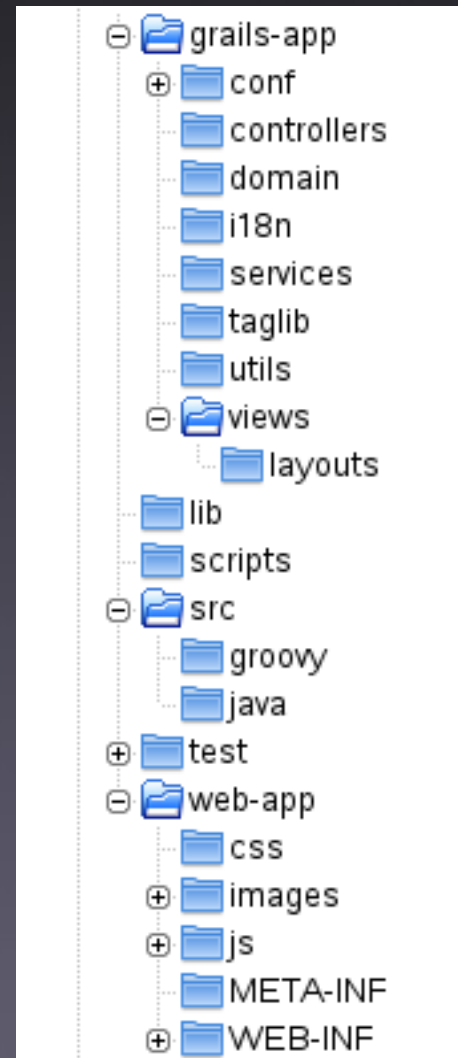 grails-app
conf
controllers
domain
i18n
services
taglib
utils
views
layouts
lib
scripts
src
groovy
java
test
web-app
css
images
js
META-INF
WEB-INF